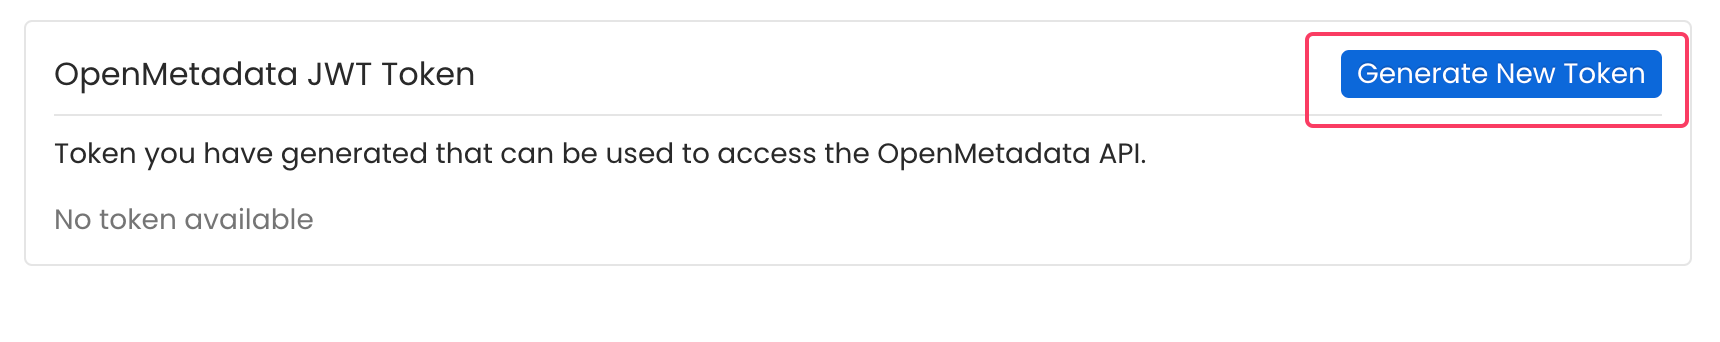 OpenMetadata JWT Token
Generate New Token
Token you have generated that can be used to access the OpenMetadata API.
No token available